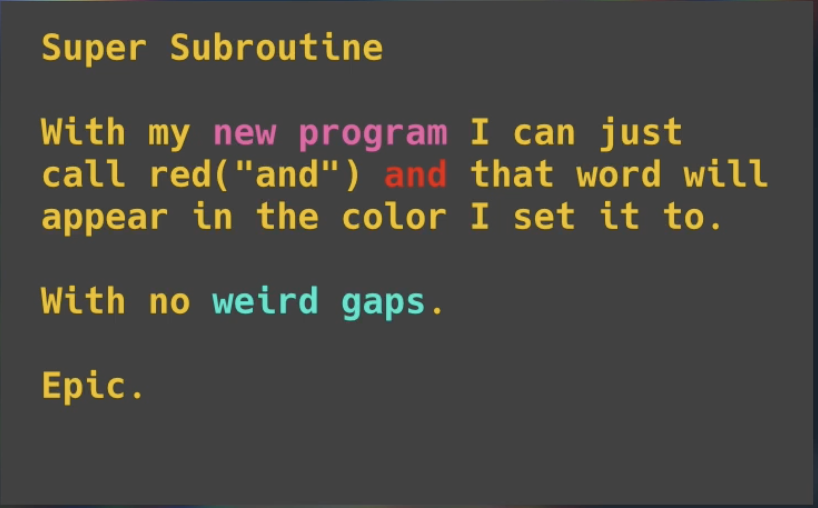 Super Subroutine
With my new program I can just
call red("and") and that word will
appear in the color I set it to.
With no weird gaps.
Epic.